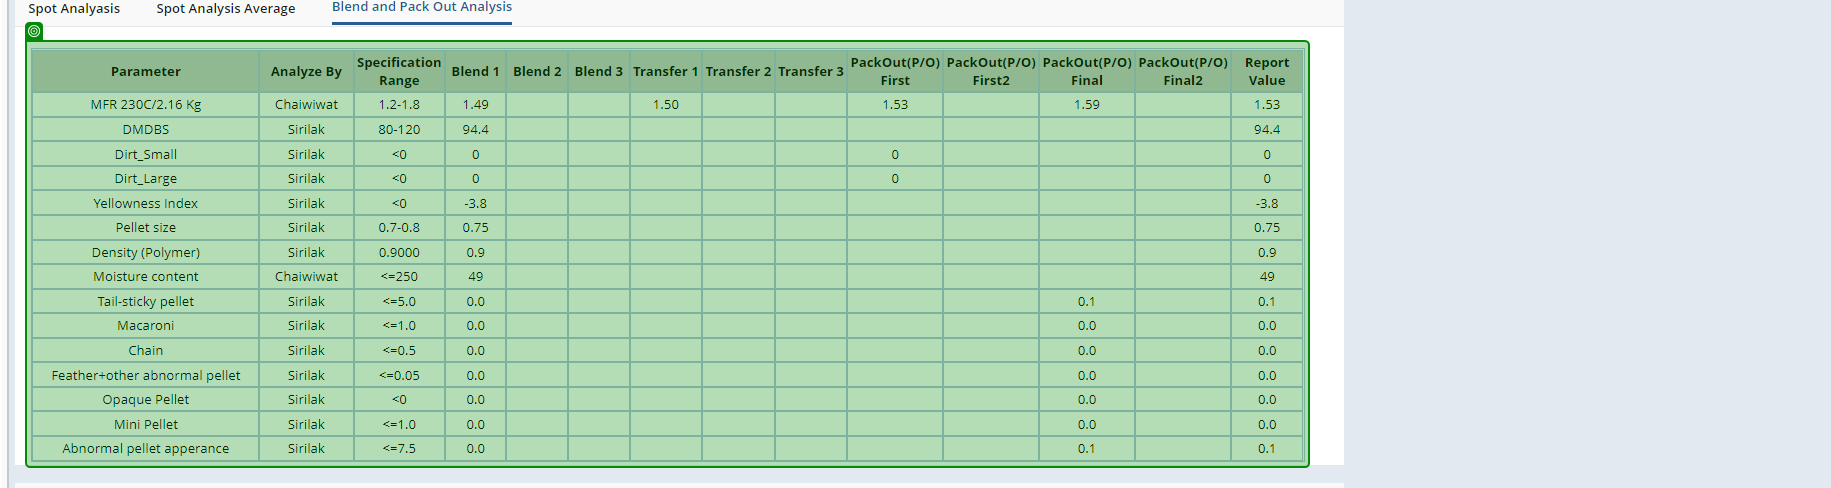 Spot Analyasis Spot Analysis Average Blend and Pack Out Analysis
Parameter Analyze By Specification Range Blend 1 Blend 2 Blend 3 Transfer 1 Transfer 2 Transfer 3 PackOut(P/O) First PackOut(P/O) First2 PackOut(P/O) Final PackOut(P/O) Final2 Report Value
MFR 230C/2.16 Kg Chaiwiwat 1.2-1.8 1.49 1.50 1.53 1.59 1.53
DMDBS Sirilak 80-120 94.4 94.4
Dirt_Small Sirilak <0 0 0 0
Dirt_Large Sirilak <0 0 0 0
Yellowness Index Sirilak <0 -3.8 -3.8
Pellet size Sirilak 0.7-0.8 0.75 0.75
Density (Polymer) Sirilak 0.9000 0.9 0.9
Moisture content Chaiwiwat <=250 49 49
Tail-sticky pellet Sirilak <=5.0 0.0 0.1 0.1
Macaroni Sirilak <=1.0 0.0 0.0 0.0
Chain Sirilak <=0.5 0.0 0.0 0.0
Feather+other abnormal pellet Sirilak <=0.05 0.0 0.0 0.0
Opaque Pellet Sirilak <0 0.0 0.0 0.0
Mini Pellet Sirilak <=1.0 0.0 0.0 0.0
Abnormal pellet apperance Sirilak <=7.5 0.0 0.1 0.1